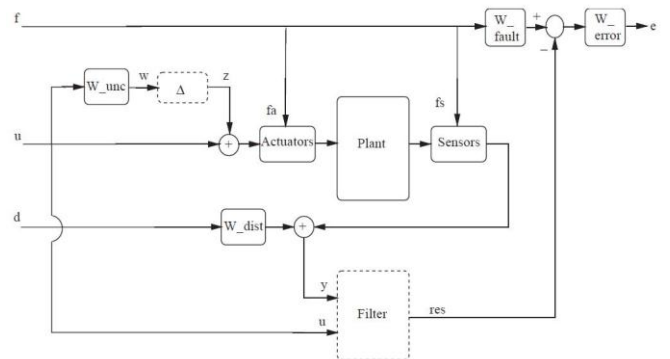 f
W_
fault
+
−
W_
error
e
W_unc
w
Δ
z
fa
fs
u
+
Actuators
Plant
Sensors
d
W_dist
+
y
u
Filter
res